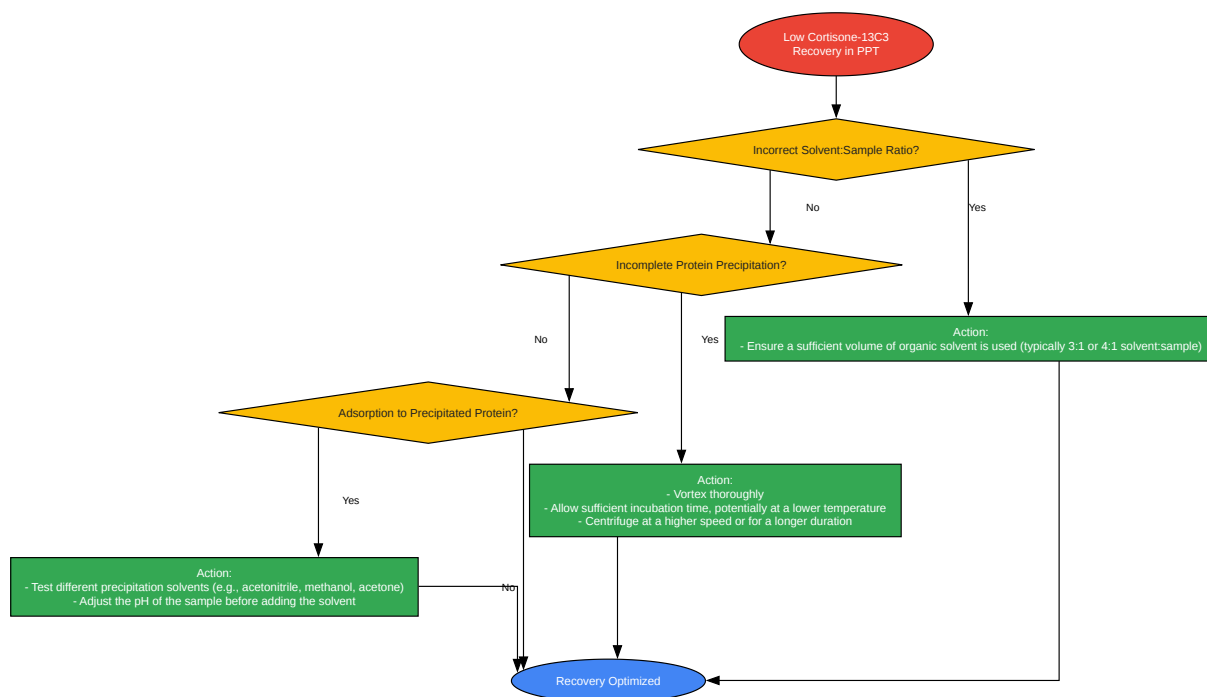 Low Cortisone-13C3
Recovery in PPT
Incorrect Solvent:Sample Ratio?
No
Yes
Incomplete Protein Precipitation?
No
Yes
Action:
- Ensure a sufficient volume of organic solvent is used (typically 3:1 or 4:1 solvent:sample)
Adsorption to Precipitated Protein?
Yes
No
Action:
- Vortex thoroughly
- Allow sufficient incubation time, potentially at a lower temperature
- Centrifuge at a higher speed or for a longer duration
Action:
- Test different precipitation solvents (e.g., acetonitrile, methanol, acetone)
- Adjust the pH of the sample before adding the solvent
Recovery Optimized